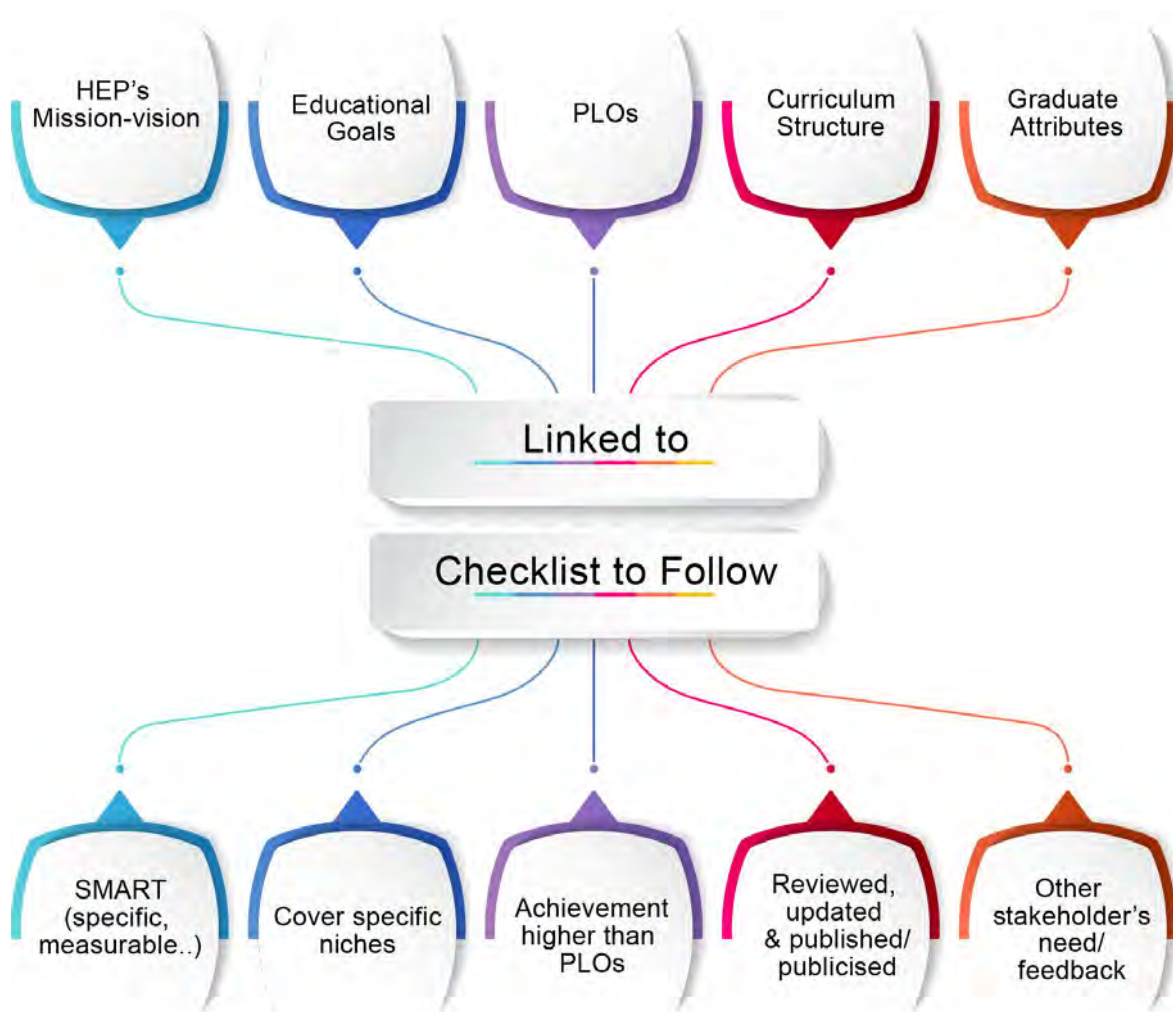 HEP's
Mission-vision
Educational
Goals
PLOs
Curriculum
Structure
Graduate
Attributes
Linked to
Checklist to Follow
SMART
(specific,
measurable..)
Cover specific
niches
Achievement
higher than
PLOs
Reviewed,
updated
& published/
publicised
Other
stakeholder's
need/
feedback